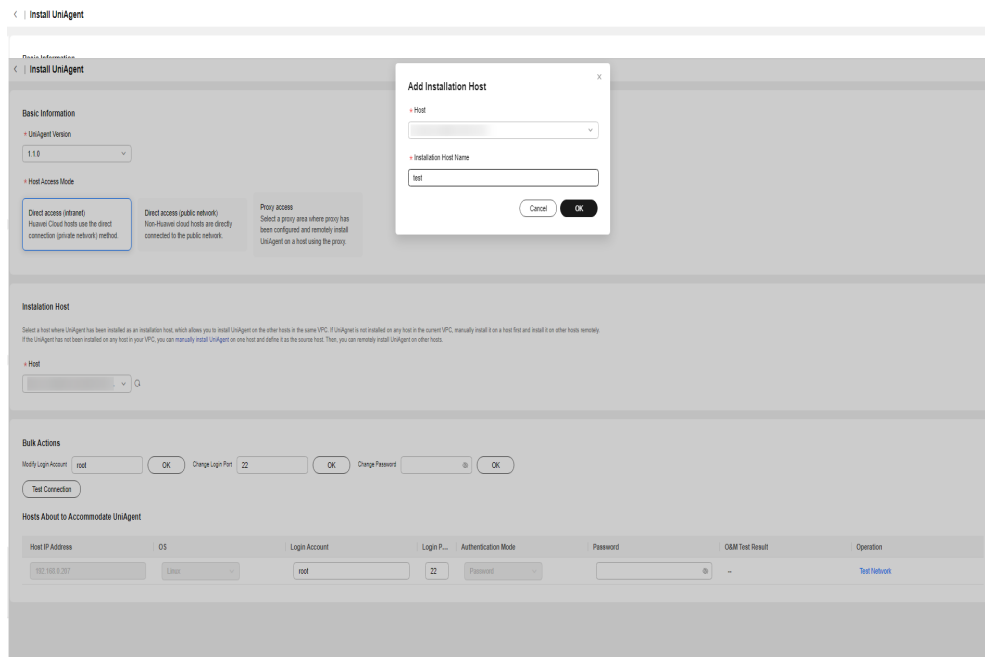 < | Install UniAgent
Basic Information
< | Install UniAgent
Add Installation Host
x
* Host
* Installation Host Name
test
Cancel
OK
Basic Information
* UniAgent Version
1.1.0
* Host Access Mode
Direct access (intranet)
Huawei Cloud hosts use the direct
connection (private network) method.
Direct access (public network)
Non-Huawei cloud hosts are directly
connected to the public network.
Proxy access
Select a proxy area where proxy has
been configured and remotely install
UniAgent on a host using the proxy.
Instalation Host
Select a host where UniAgent has been installed as an installation host, which allows you to install UniAgent on the other hosts in the same VPC. If UniAgnet is not installed on any host in the current VPC, manually install it on a host first and install it on other hosts remotely.
If the UniAgent has not been installed on any host in your VPC, you can manually install UniAgent on one host and define it as the source host. Then, you can remotely install UniAgent on other hosts.
* Host
Bulk Actions
Modify Login Account root OK Change Login Port 22 OK Change Password OK
Test Connection
Hosts About to Accommodate UniAgent
Host IP Address OS Login Account Login P... Authentication Mode Password O&M Test Result Operation
Linux root 22 Password -- Test Network